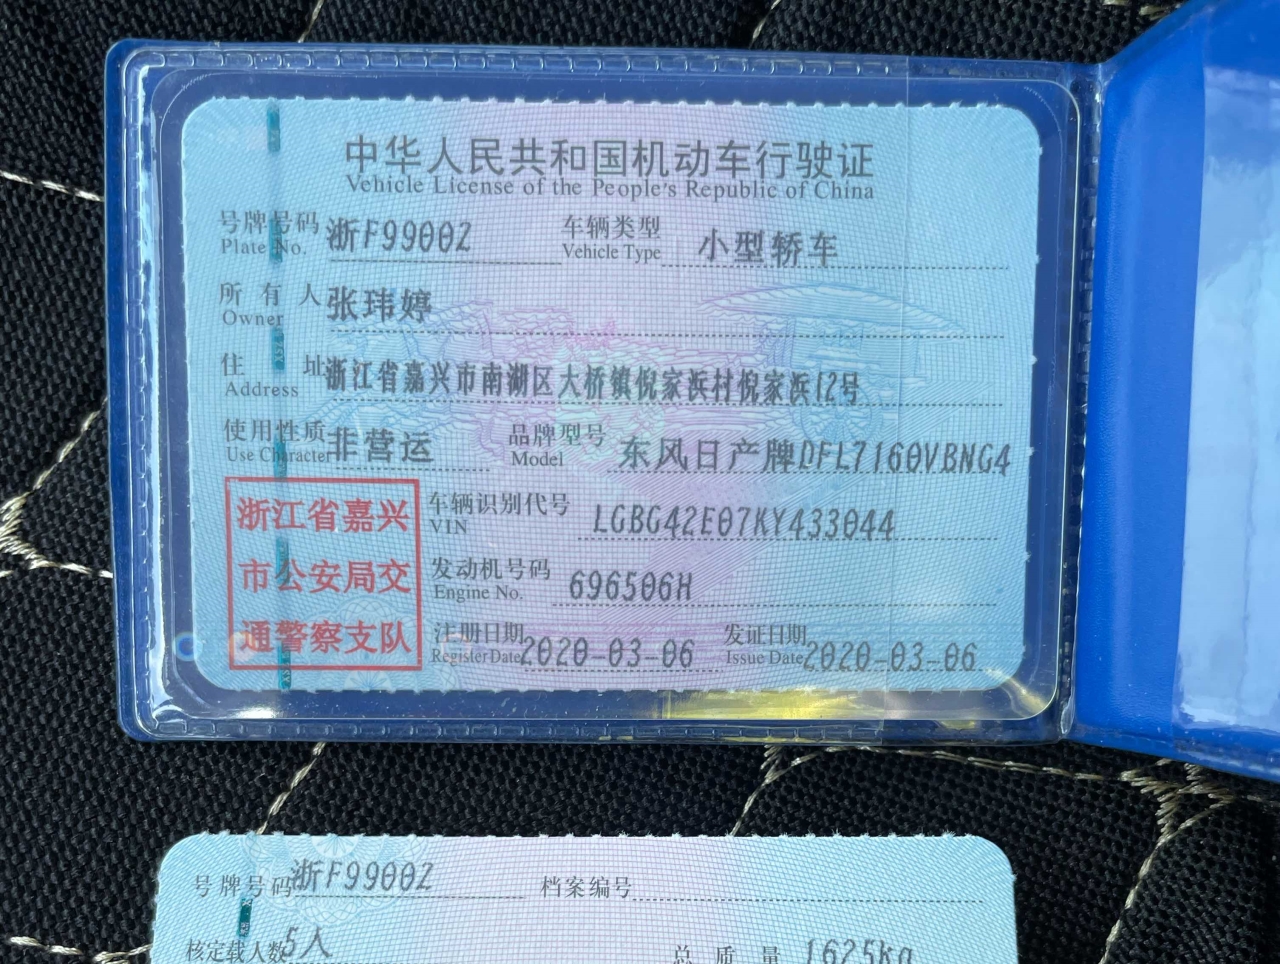 中华人民共和国机动车行驶证
Vehicle License of the People's Republic of China
号牌号码 浙F9900Z 车辆类型 小型轿车
Plate No. Vehicle Type
所有人 张玮婷
Owner
住址 浙江省嘉兴市南湖区大桥镇倪家浜村倪家浜12号
Address
使用性质 非营运 品牌型号 东风日产牌DFL7160VBNG4
Use Character Model
浙江省嘉兴
市公安局交
通警察支队
车辆识别代号 LGBG42E07KY433044
VIN
发动机号码 696506H
Engine No.
注册日期 2020-03-06 发证日期 2020-03-06
Register Date Issue Date
号牌号码 浙F9900Z 档案编号
核定载人数 5人 总质量 1625kg